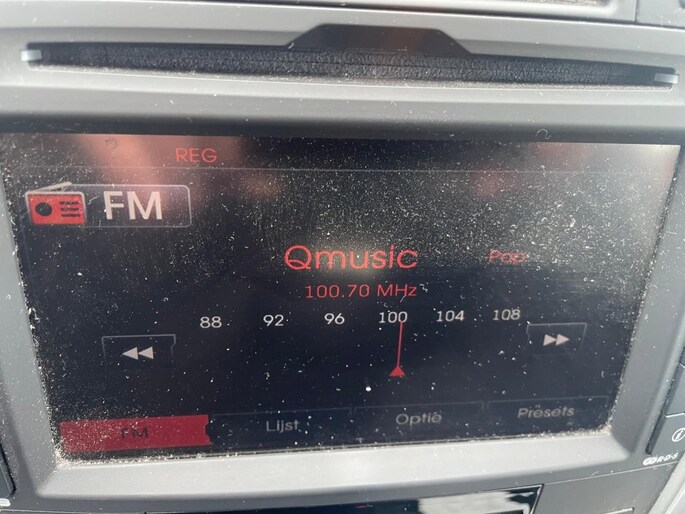 REG
FM
Qmusic Pop
100.70 MHz
88 92 96 100 104 108
FM Lijst Optie Presets
R·D·S